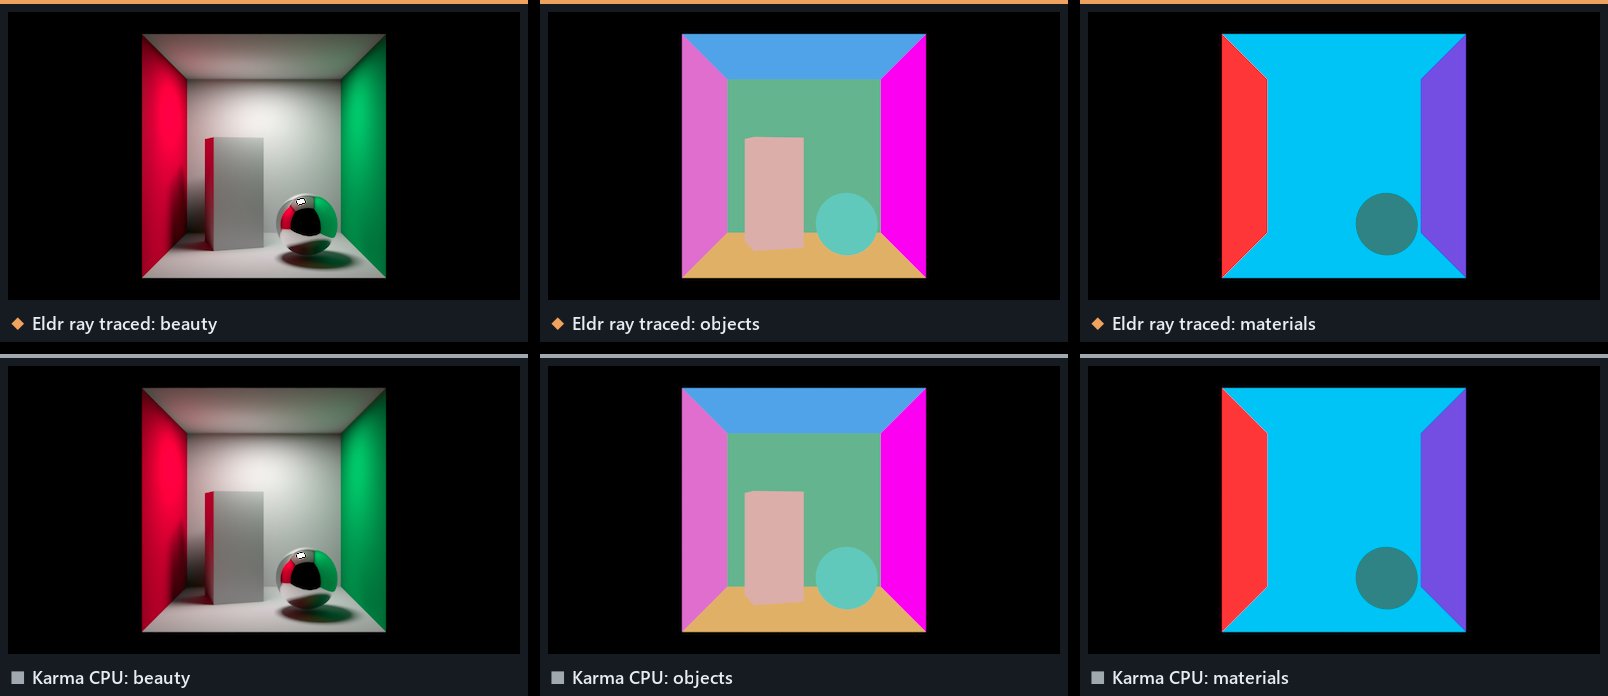 Eldr ray traced: beauty
Eldr ray traced: objects
Eldr ray traced: materials
Karma CPU: beauty
Karma CPU: objects
Karma CPU: materials